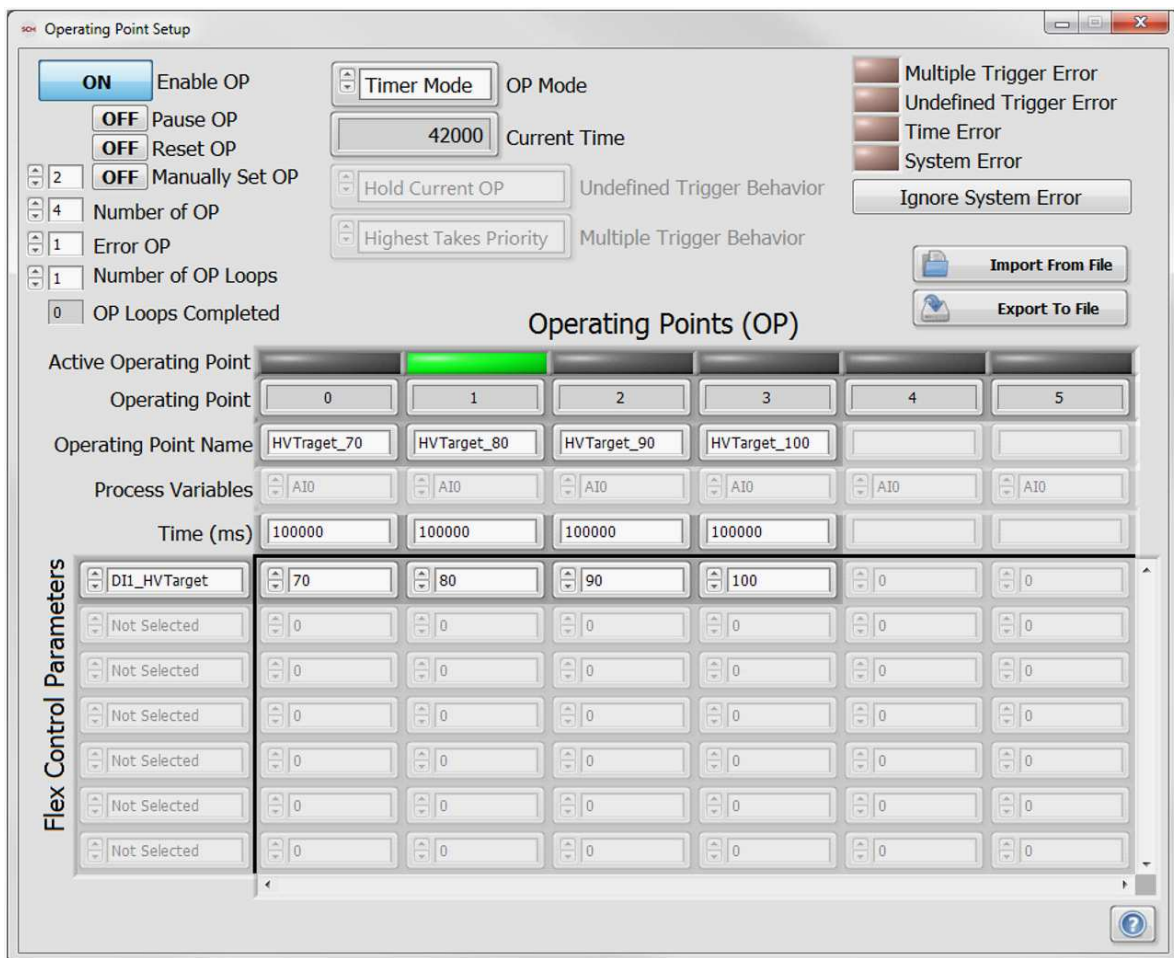 SCH Operating Point Setup
X
ON Enable OP
OFF Pause OP
OFF Reset OP
2 OFF Manually Set OP
4 Number of OP
1 Error OP
1 Number of OP Loops
0 OP Loops Completed
Timer Mode OP Mode
42000 Current Time
Hold Current OP Undefined Trigger Behavior
Highest Takes Priority Multiple Trigger Behavior
Multiple Trigger Error
Undefined Trigger Error
Time Error
System Error
Ignore System Error
Import From File
Export To File
Operating Points (OP)
Active Operating Point
Operating Point 0 1 2 3 4 5
Operating Point Name HVTraget_70 HVTarget_80 HVTarget_90 HVTarget_100
Process Variables AI0 AI0 AI0 AI0 AI0 AI0
Time (ms) 100000 100000 100000 100000
Flex Control Parameters
DI1_HVTarget 70 80 90 100 0 0
Not Selected 0 0 0 0 0 0
Not Selected 0 0 0 0 0 0
Not Selected 0 0 0 0 0 0
Not Selected 0 0 0 0 0 0
Not Selected 0 0 0 0 0 0
Not Selected 0 0 0 0 0 0
?